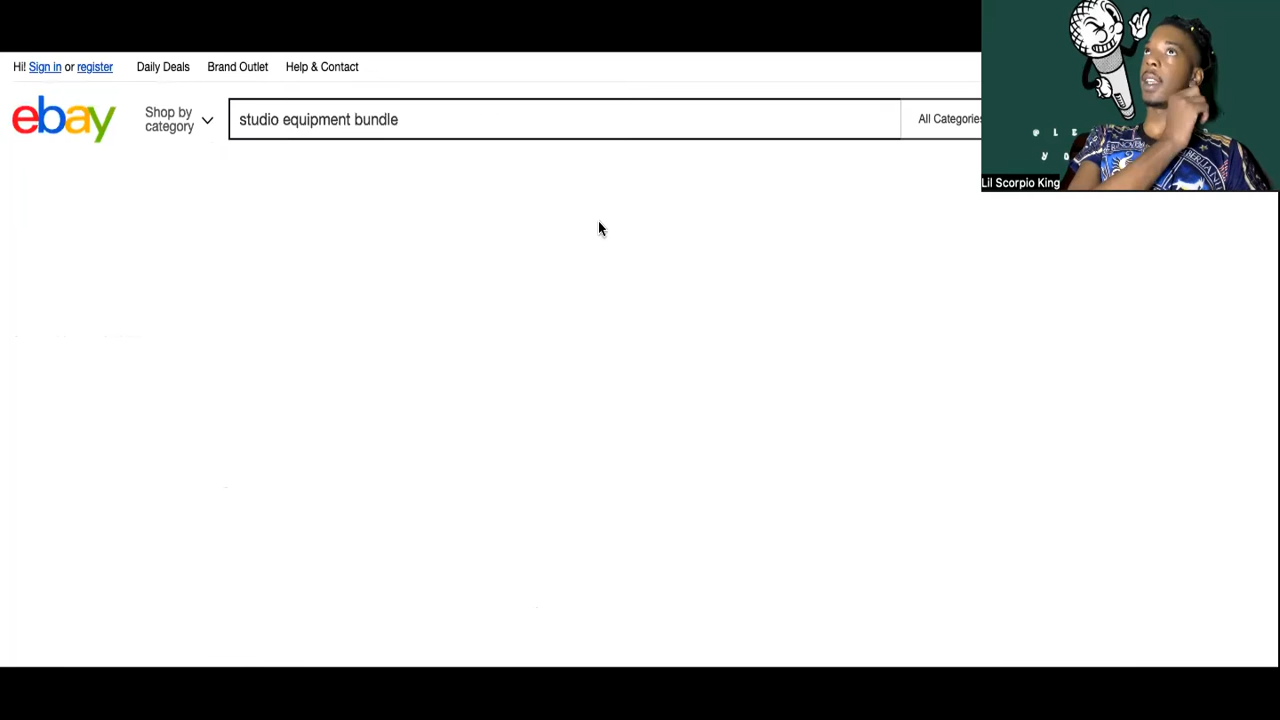 Hi! Sign in or register Daily Deals Brand Outlet Help & Contact
ebay
Shop by
category
studio equipment bundle
All Categories
@ L E
Y O
Lil Scorpio King